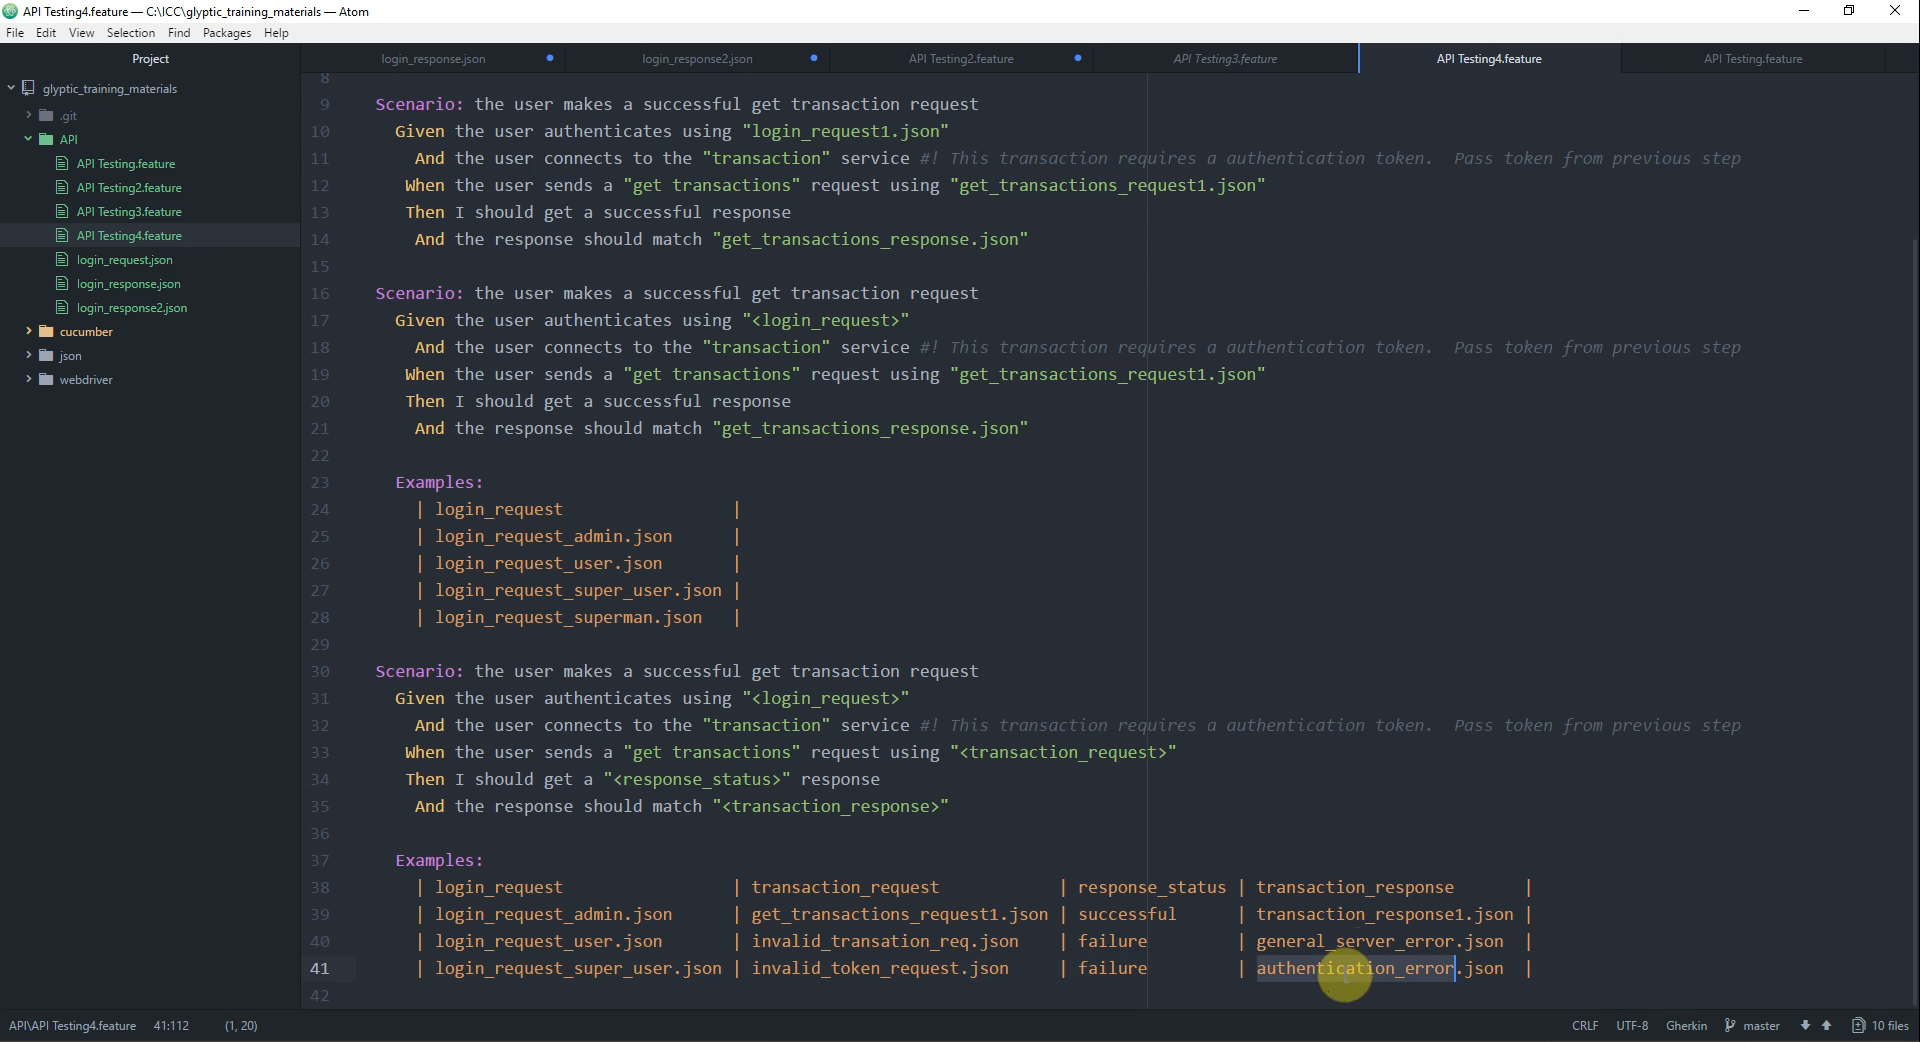 API Testing4.feature — C:\ICC\glyptic_training_materials — Atom
File Edit View Selection Find Packages Help
Project
login_response.json
login_response2.json
API Testing2.feature
API Testing3.feature
API Testing4.feature
API Testing.feature
glyptic_training_materials
.git
API
API Testing.feature
API Testing2.feature
API Testing3.feature
API Testing4.feature
login_request.json
login_response.json
login_response2.json
cucumber
json
webdriver
8
9 Scenario: the user makes a successful get transaction request
10 Given the user authenticates using "login_request1.json"
11 And the user connects to the "transaction" service #! This transaction requires a authentication token. Pass token from previous step
12 When the user sends a "get transactions" request using "get_transactions_request1.json"
13 Then I should get a successful response
14 And the response should match "get_transactions_response.json"
15
16 Scenario: the user makes a successful get transaction request
17 Given the user authenticates using "<login_request>"
18 And the user connects to the "transaction" service #! This transaction requires a authentication token. Pass token from previous step
19 When the user sends a "get transactions" request using "get_transactions_request1.json"
20 Then I should get a successful response
21 And the response should match "get_transactions_response.json"
22
23 Examples:
24 | login_request |
25 | login_request_admin.json |
26 | login_request_user.json |
27 | login_request_super_user.json |
28 | login_request_superman.json |
29
30 Scenario: the user makes a successful get transaction request
31 Given the user authenticates using "<login_request>"
32 And the user connects to the "transaction" service #! This transaction requires a authentication token. Pass token from previous step
33 When the user sends a "get transactions" request using "<transaction_request>"
34 Then I should get a "<response_status>" response
35 And the response should match "<transaction_response>"
36
37 Examples:
38 | login_request | transaction_request | response_status | transaction_response |
39 | login_request_admin.json | get_transactions_request1.json | successful | transaction_response1.json |
40 | login_request_user.json | invalid_transation_req.json | failure | general_server_error.json |
41 | login_request_super_user.json | invalid_token_request.json | failure | authentication_error.json |
42
API\API Testing4.feature 41:112 (1, 20) CRLF UTF-8 Gherkin master 10 files